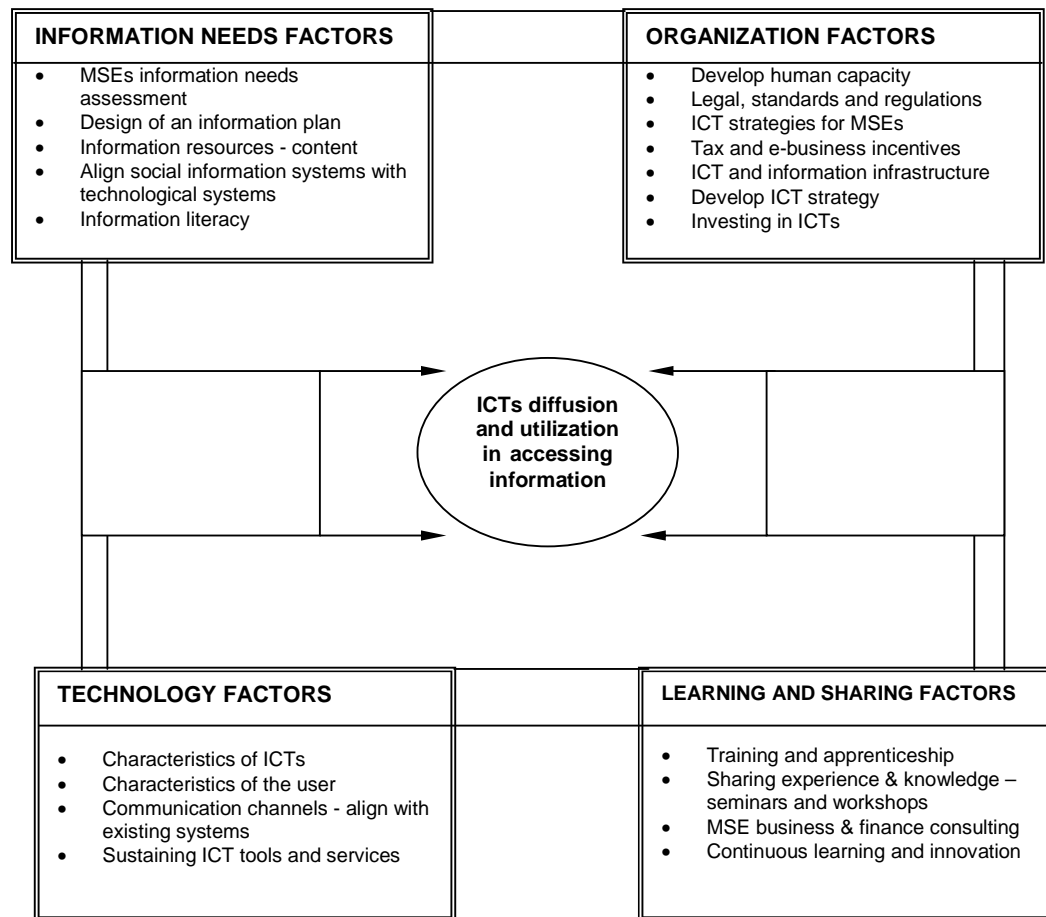 INFORMATION NEEDS FACTORS
• MSEs information needs
assessment
• Design of an information plan
• Information resources - content
• Align social information systems with
technological systems
• Information literacy
ORGANIZATION FACTORS
• Develop human capacity
• Legal, standards and regulations
• ICT strategies for MSEs
• Tax and e-business incentives
• ICT and information infrastructure
• Develop ICT strategy
• Investing in ICTs
ICTs diffusion
and utilization
in accessing
information
TECHNOLOGY FACTORS
• Characteristics of ICTs
• Characteristics of the user
• Communication channels - align with
existing systems
• Sustaining ICT tools and services
LEARNING AND SHARING FACTORS
• Training and apprenticeship
• Sharing experience & knowledge –
seminars and workshops
• MSE business & finance consulting
• Continuous learning and innovation